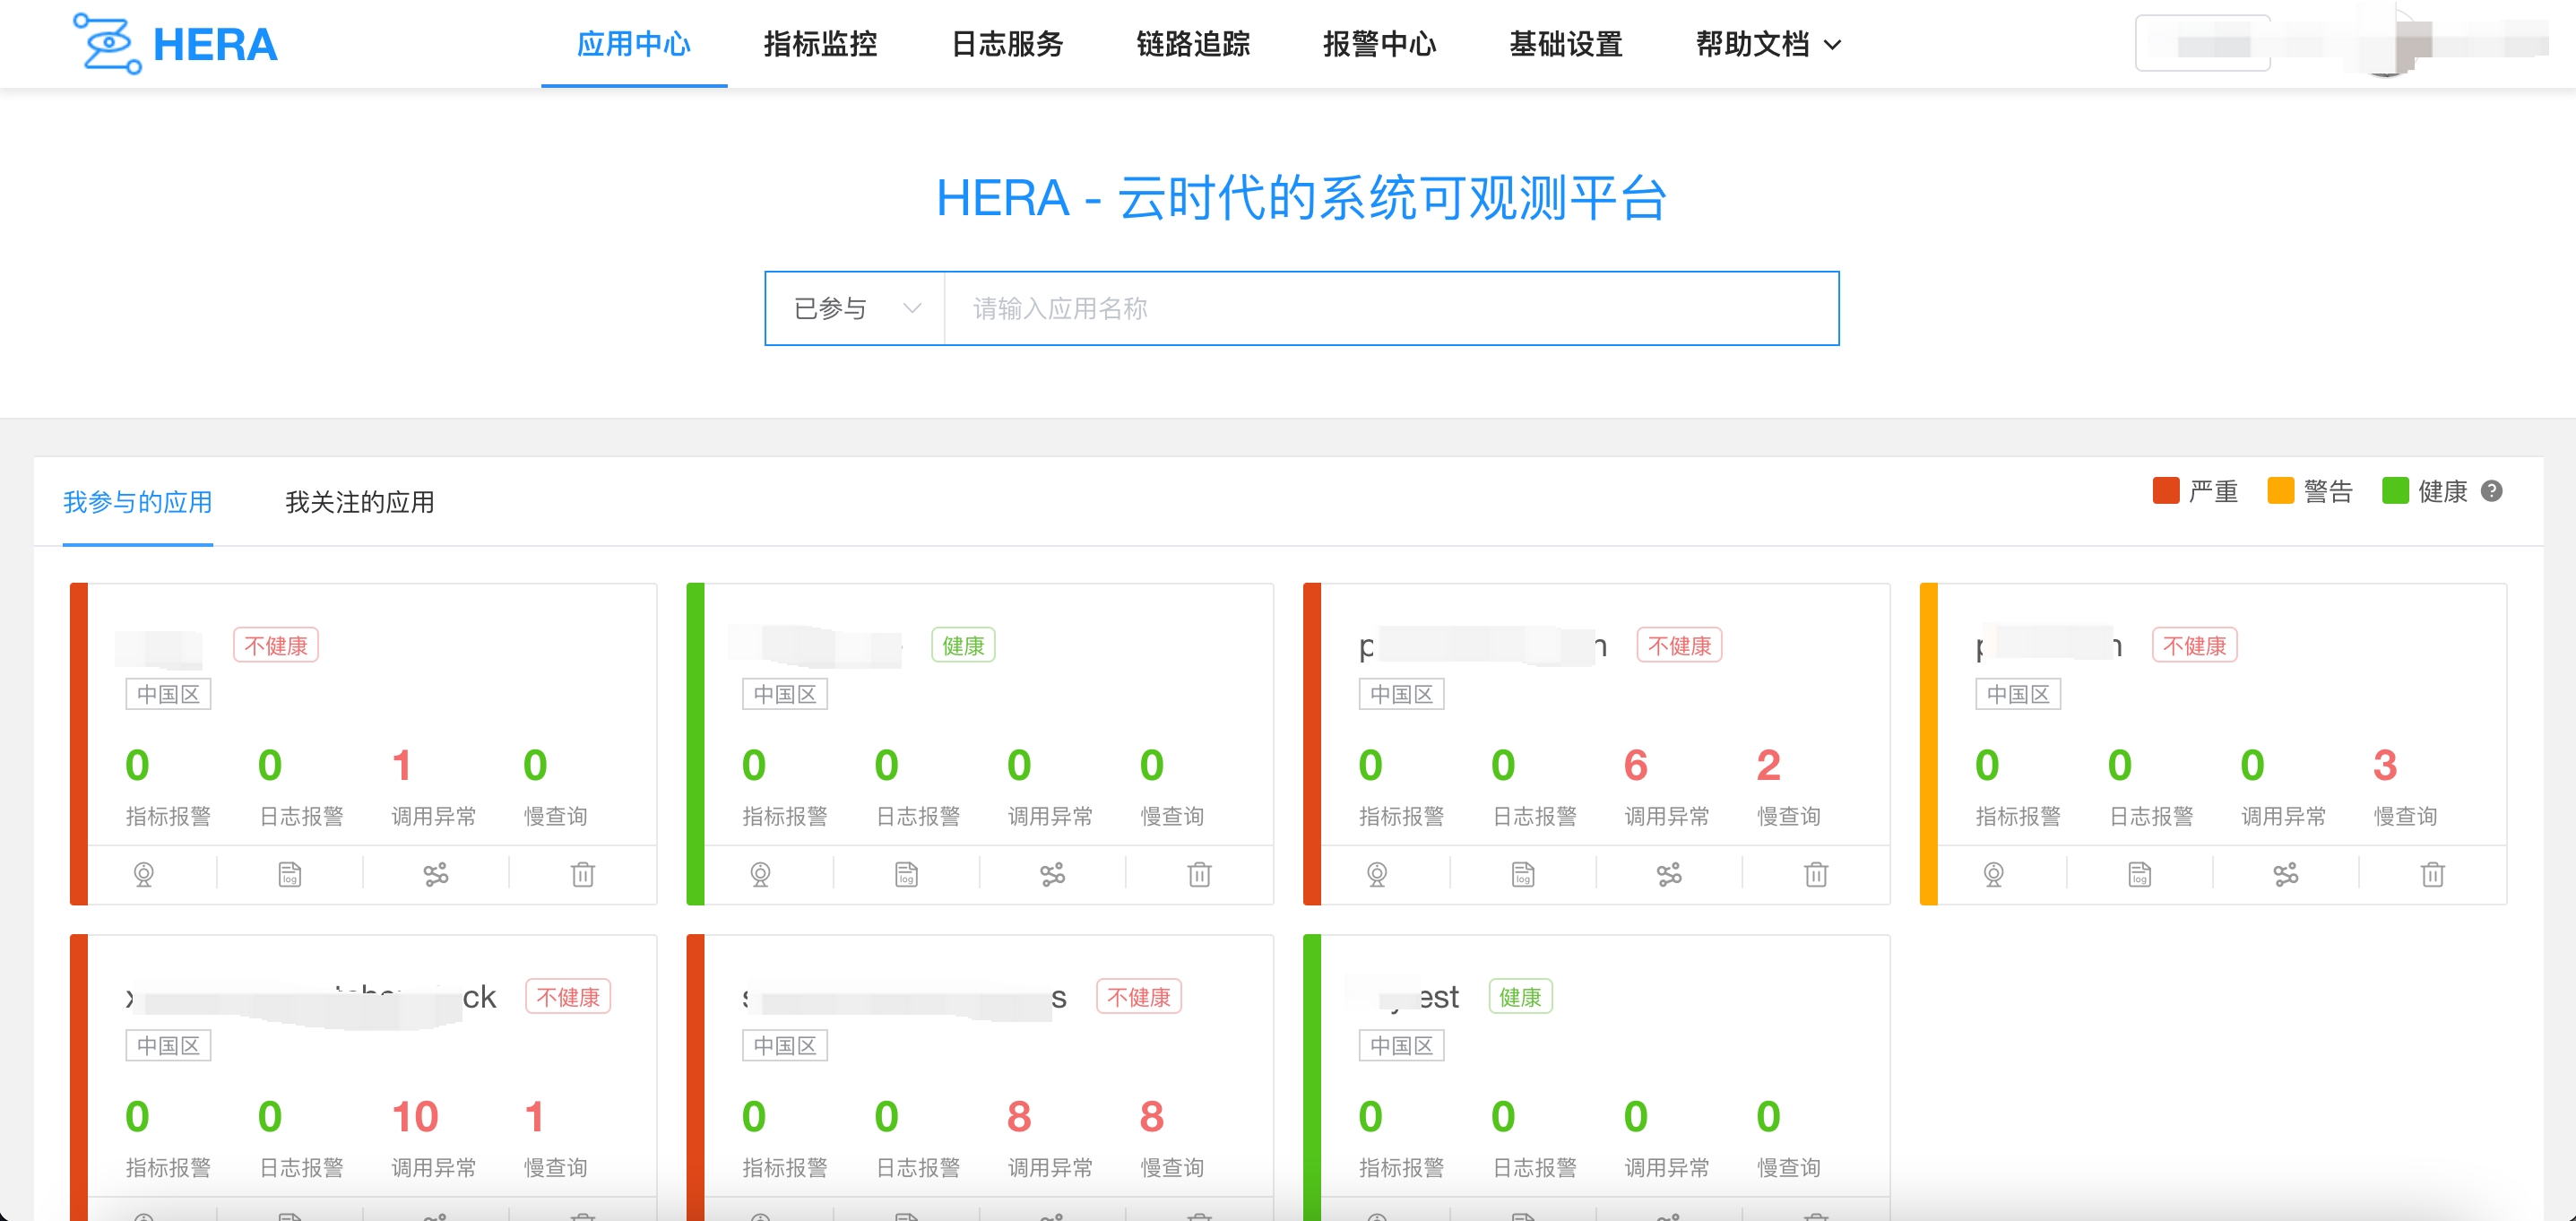 HERA 应用中心 指标监控 日志服务 链路追踪 报警中心 基础设置 帮助文档
HERA - 云时代的系统可观测平台
已参与 请输入应用名称
我参与的应用 我关注的应用 严重 警告 健康 ?
不健康
中国区
0 0 1 0
指标报警 日志报警 调用异常 慢查询
log
健康
中国区
0 0 0 0
指标报警 日志报警 调用异常 慢查询
log
不健康
中国区
0 0 6 2
指标报警 日志报警 调用异常 慢查询
log
不健康
中国区
0 0 0 3
指标报警 日志报警 调用异常 慢查询
log
不健康
中国区
0 0 10 1
指标报警 日志报警 调用异常 慢查询
不健康
中国区
0 0 8 8
指标报警 日志报警 调用异常 慢查询
健康
中国区
0 0 0 0
指标报警 日志报警 调用异常 慢查询